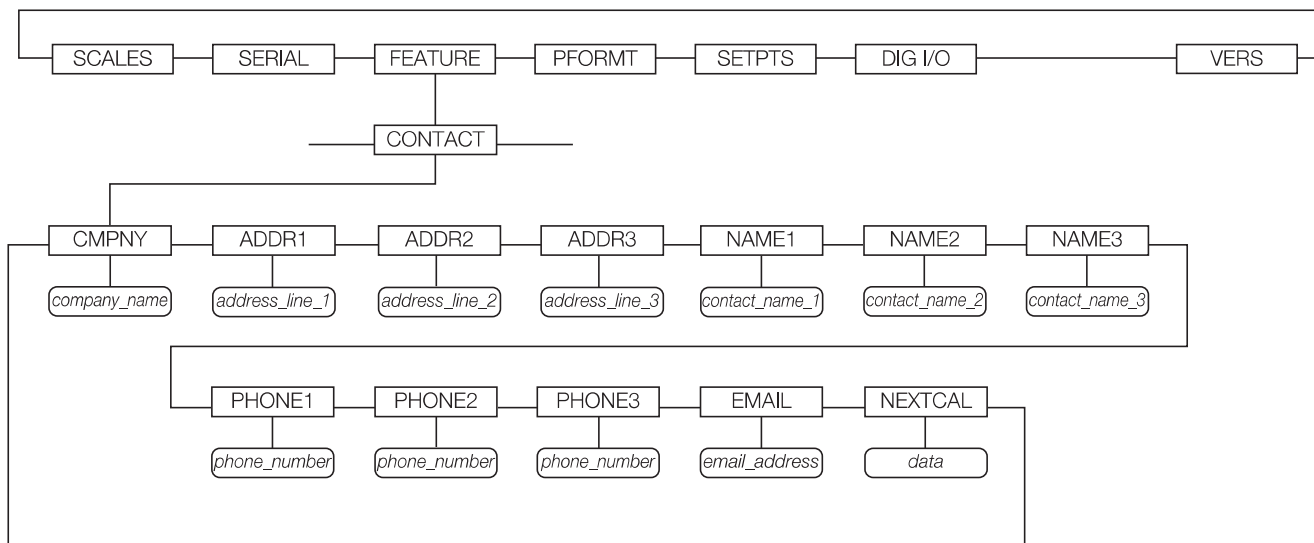 SCALES SERIAL FEATURE PFORMT SETPTS DIG I/O VERS
CONTACT
CMPNY ADDR1 ADDR2 ADDR3 NAME1 NAME2 NAME3
company_name address_line_1 address_line_2 address_line_3 contact_name_1 contact_name_2 contact_name_3
PHONE1 PHONE2 PHONE3 EMAIL NEXTCAL
phone_number phone_number phone_number email_address data